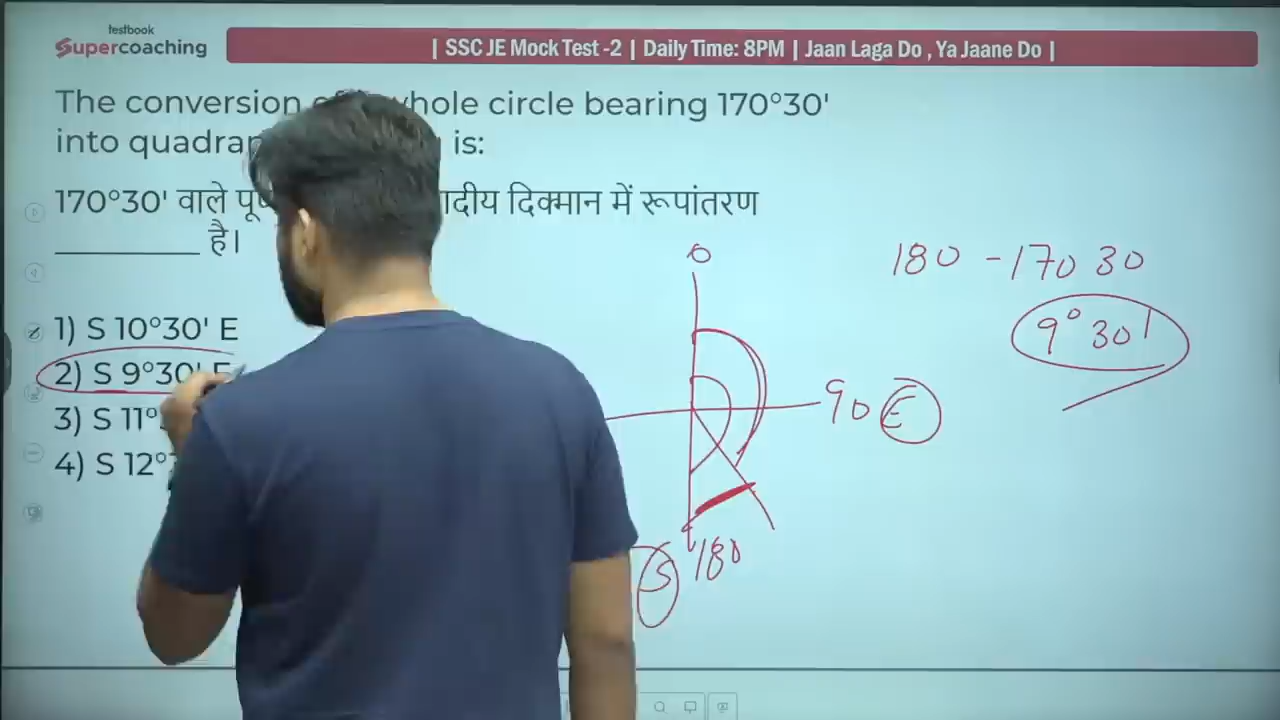 testbook
Supercoaching
| SSC JE Mock Test -2 | Daily Time: 8PM | Jaan Laga Do , Ya Jaane Do |
The conversion whole circle bearing 170°30'
into is:
170°30' वाले दिक्मान में रूपांतरण
है।
1) S 10°30' E
2) S 9°30' E
3) S 11°
4) S 12°
0
90 E
S 180
180 - 170 30
9° 30'